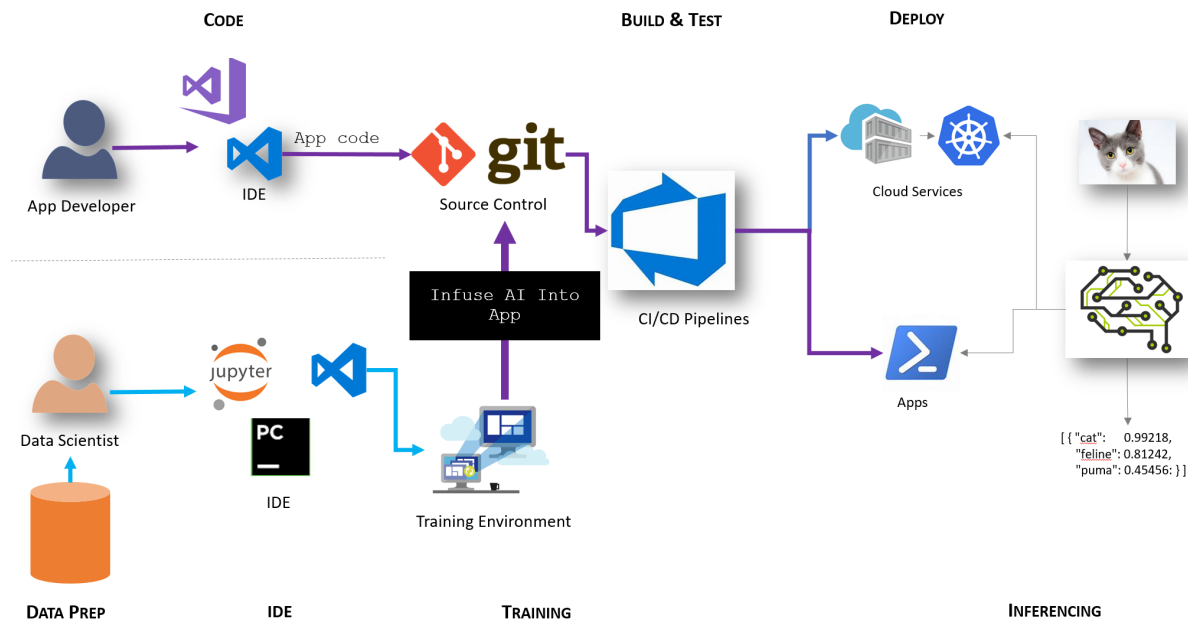 CODE
BUILD & TEST
DEPLOY
App code
git
App Developer
IDE
Source Control
Cloud Services
Infuse AI Into
App
CI/CD Pipelines
jupyter
Apps
Data Scientist
PC
IDE
Training Environment
[ { "cat": 0.99218,
"feline": 0.81242,
"puma": 0.45456: } ]
DATA PREP
IDE
TRAINING
INFERENCING